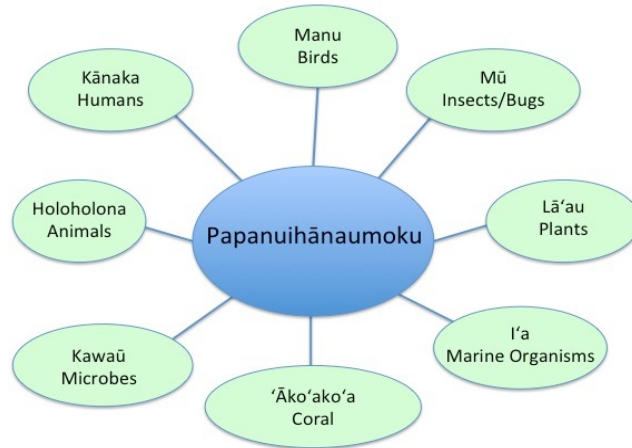 Manu
Birds
Kānaka
Humans
Mū
Insects/Bugs
Holoholona
Animals
Papanuihānaumoku
Lāʻau
Plants
Kawaū
Microbes
Iʻa
Marine Organisms
ʻĀkoʻakoʻa
Coral